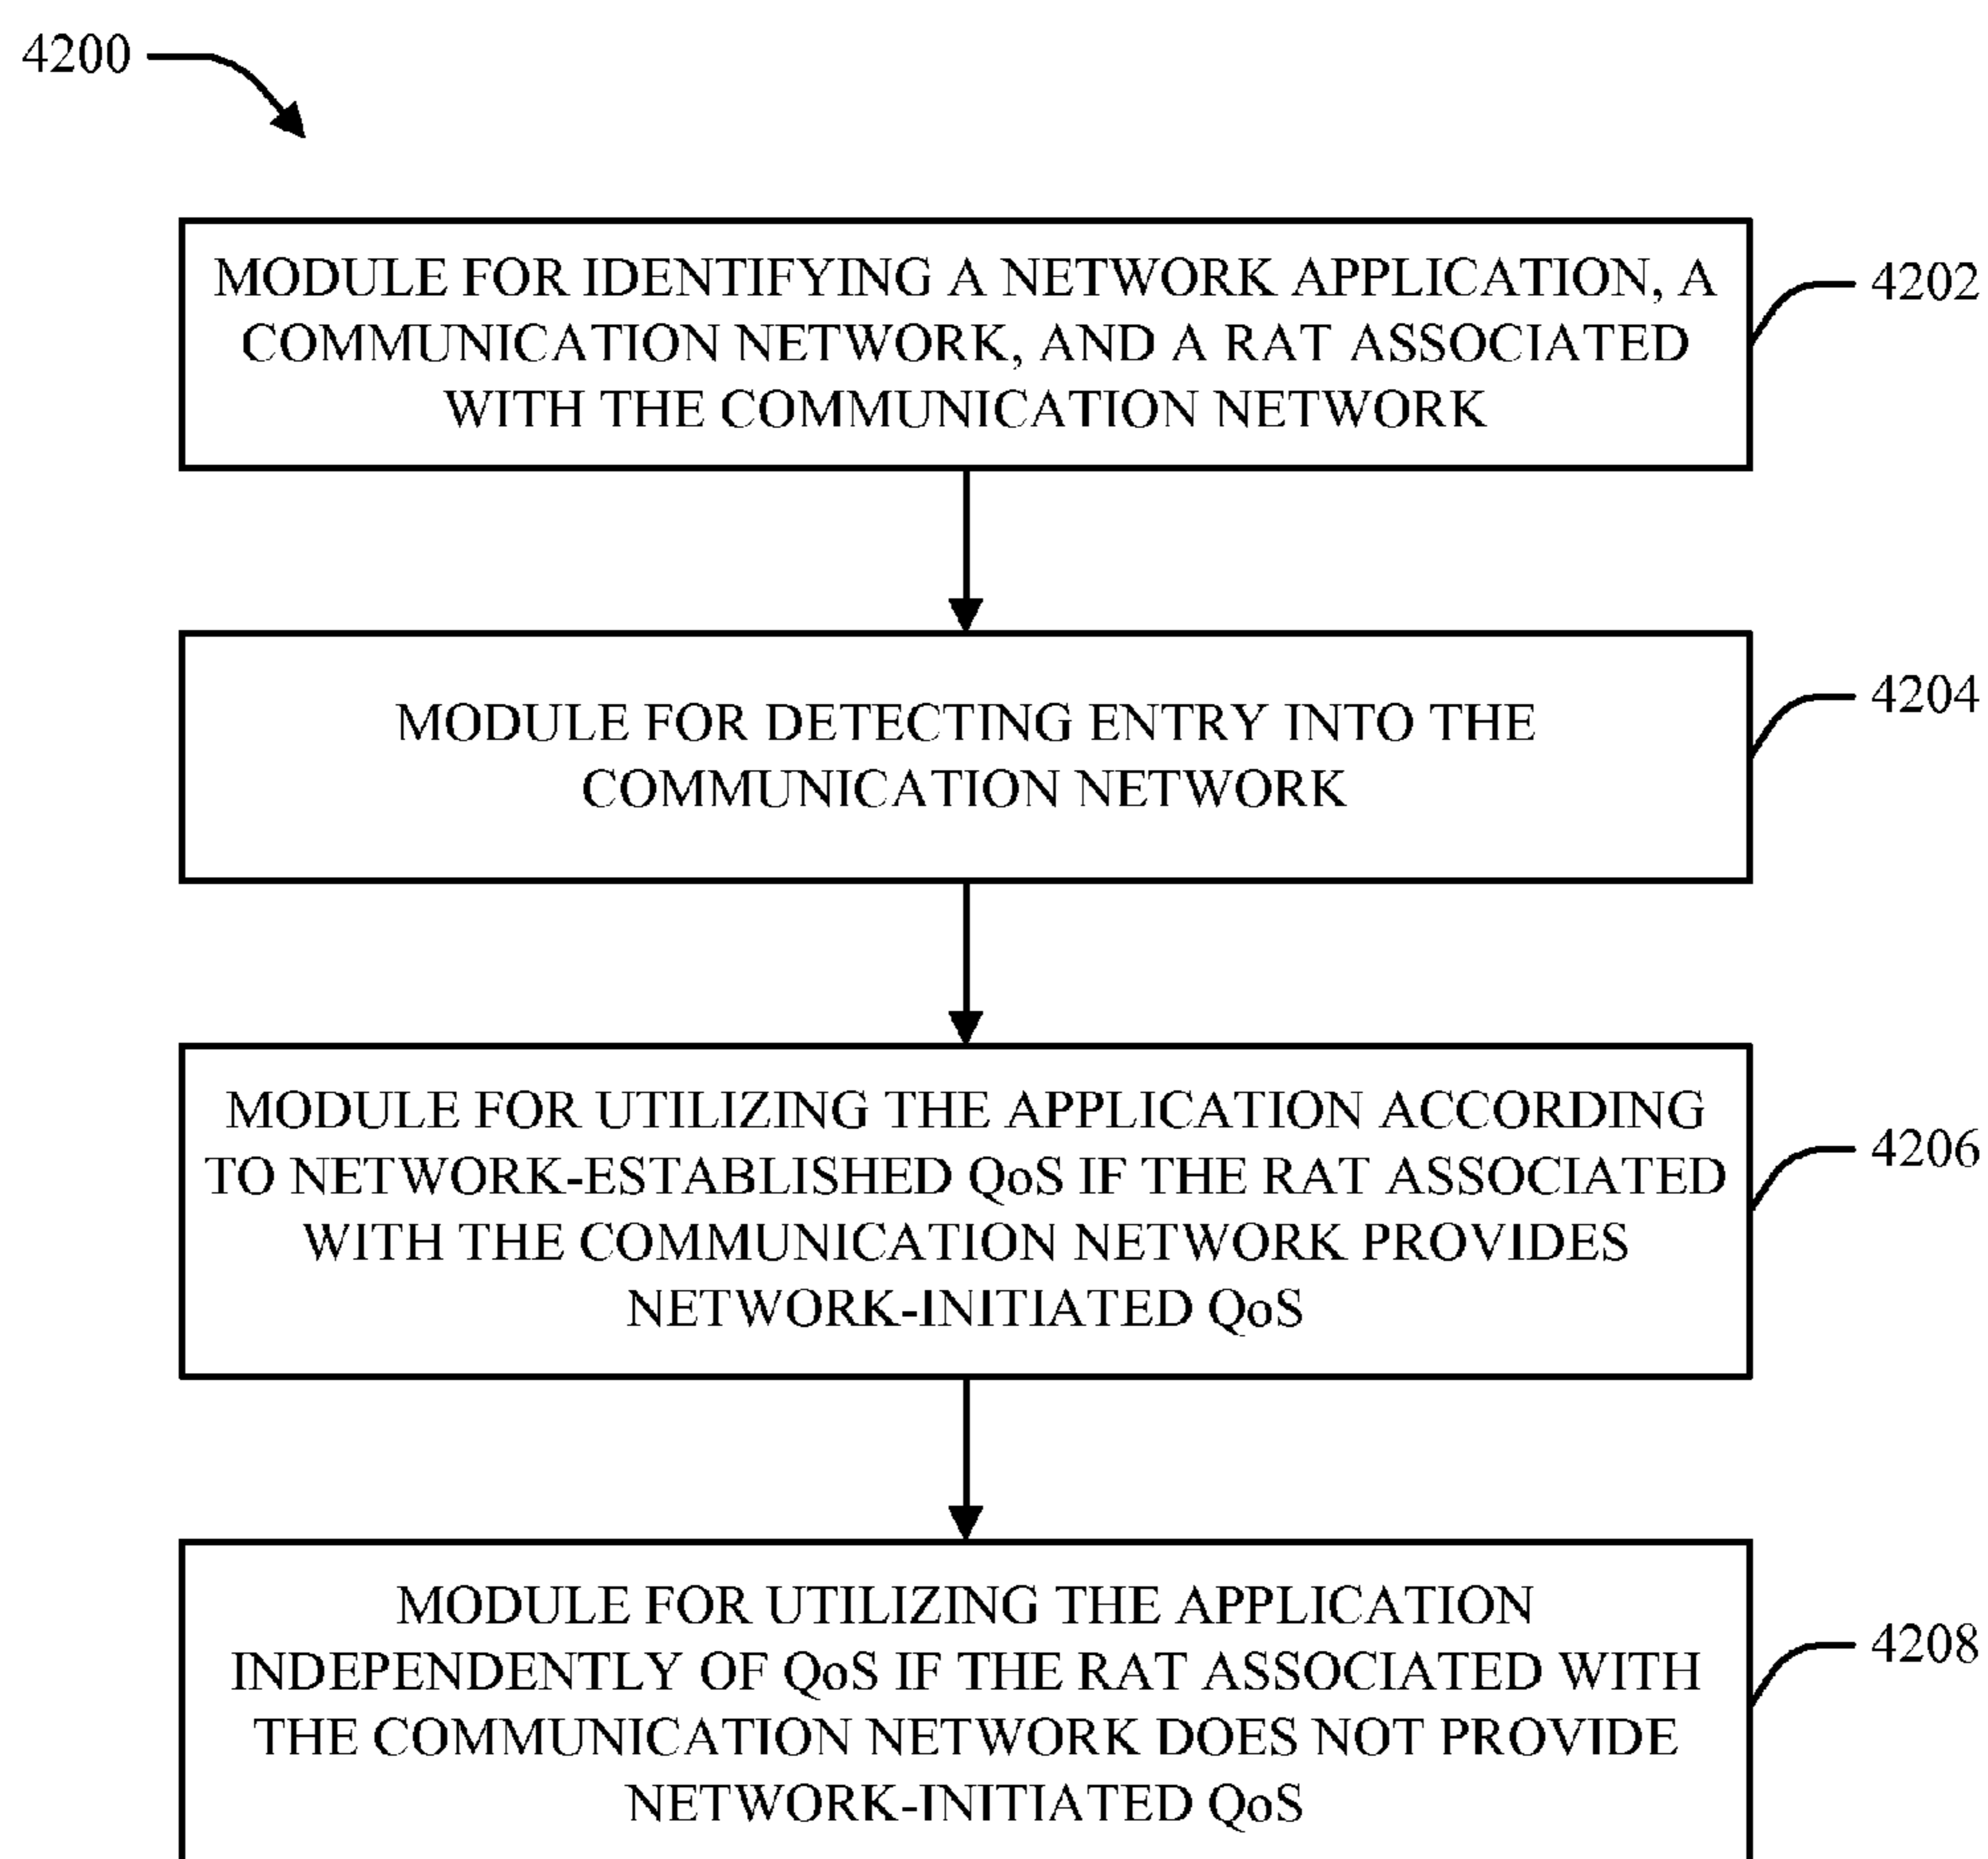 4200
MODULE FOR IDENTIFYING A NETWORK APPLICATION, A
COMMUNICATION NETWORK, AND A RAT ASSOCIATED
WITH THE COMMUNICATION NETWORK
4202
MODULE FOR DETECTING ENTRY INTO THE
COMMUNICATION NETWORK
4204
MODULE FOR UTILIZING THE APPLICATION ACCORDING
TO NETWORK-ESTABLISHED QoS IF THE RAT ASSOCIATED
WITH THE COMMUNICATION NETWORK PROVIDES
NETWORK-INITIATED QoS
4206
MODULE FOR UTILIZING THE APPLICATION
INDEPENDENTLY OF QoS IF THE RAT ASSOCIATED WITH
THE COMMUNICATION NETWORK DOES NOT PROVIDE
NETWORK-INITIATED QoS
4208